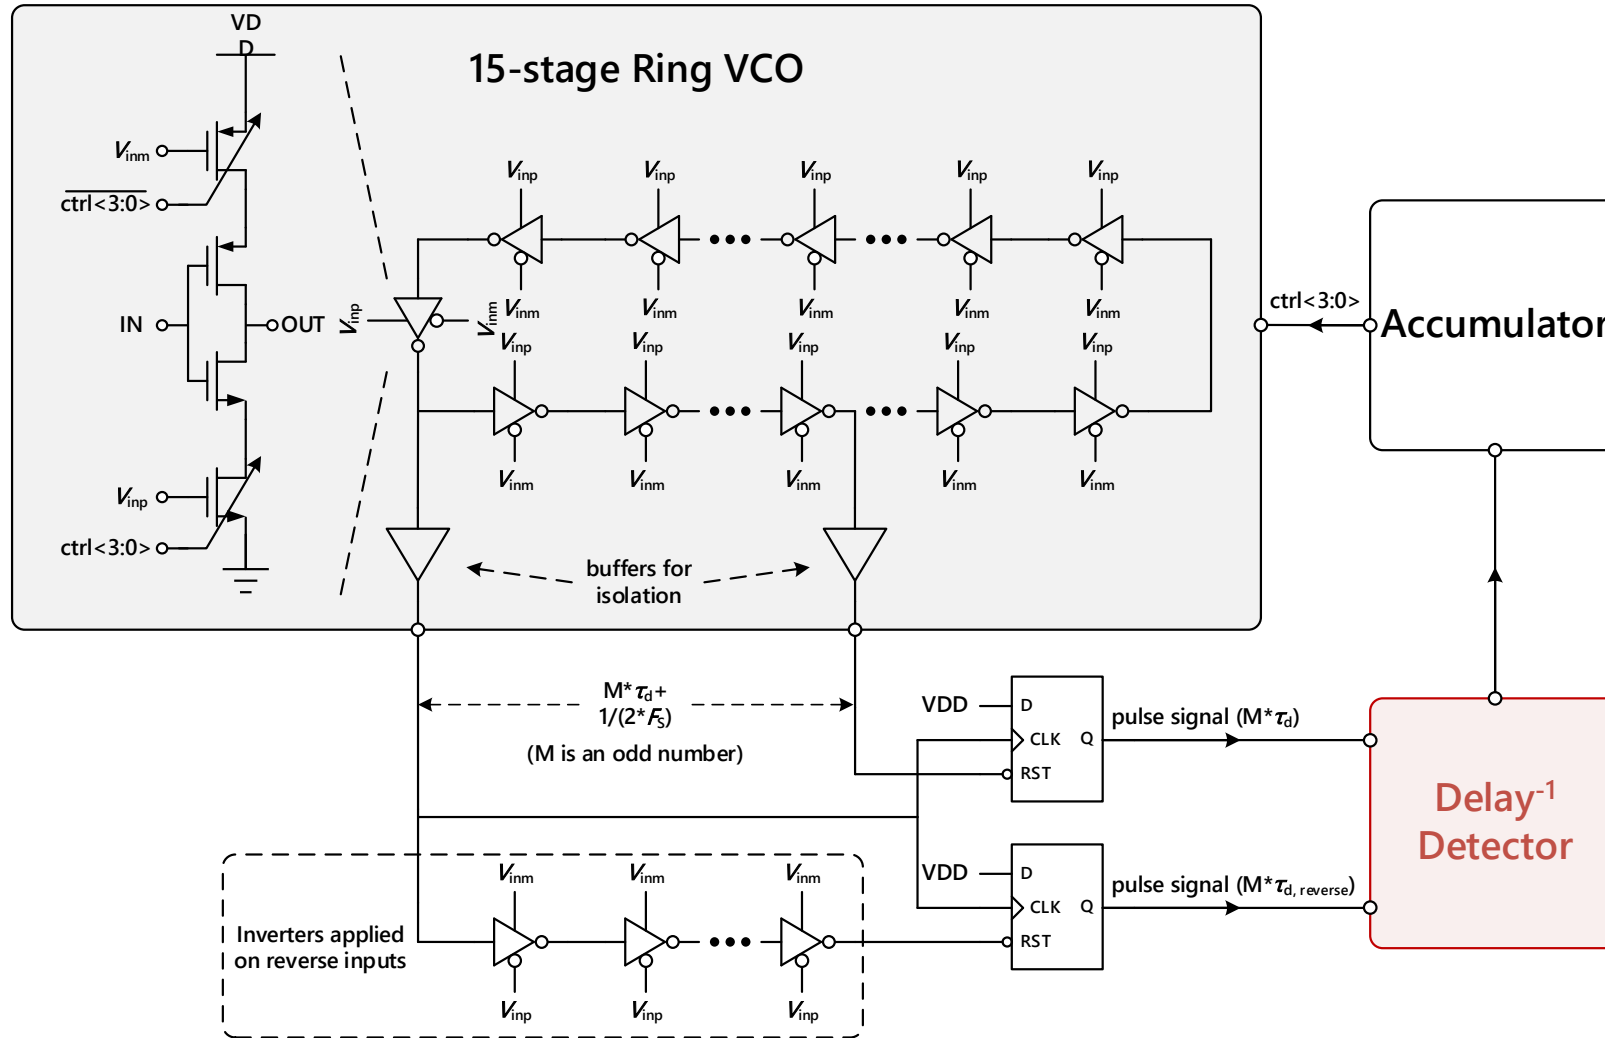 VD
D
15-stage Ring VCO
Vinm
ctrl<3:0>
IN
OUT
Vinp
ctrl<3:0>
Vinp
Vinp
Vinp
Vinp
Vinp
Vinm
Vinm
Vinm
Vinm
Vinm
Vinp
Vinm
Vinp
Vinp
Vinp
Vinp
Vinp
Vinm
Vinm
Vinm
Vinm
Vinm
buffers for
isolation
ctrl<3:0>
Accumulator
M*τd+
1/(2*FS)
(M is an odd number)
VDD
D
CLK
Q
RST
pulse signal (M*τd)
VDD
D
CLK
Q
RST
pulse signal (M*τd, reverse)
Delay-1
Detector
Inverters applied
on reverse inputs
Vinm
Vinm
Vinm
Vinp
Vinp
Vinp